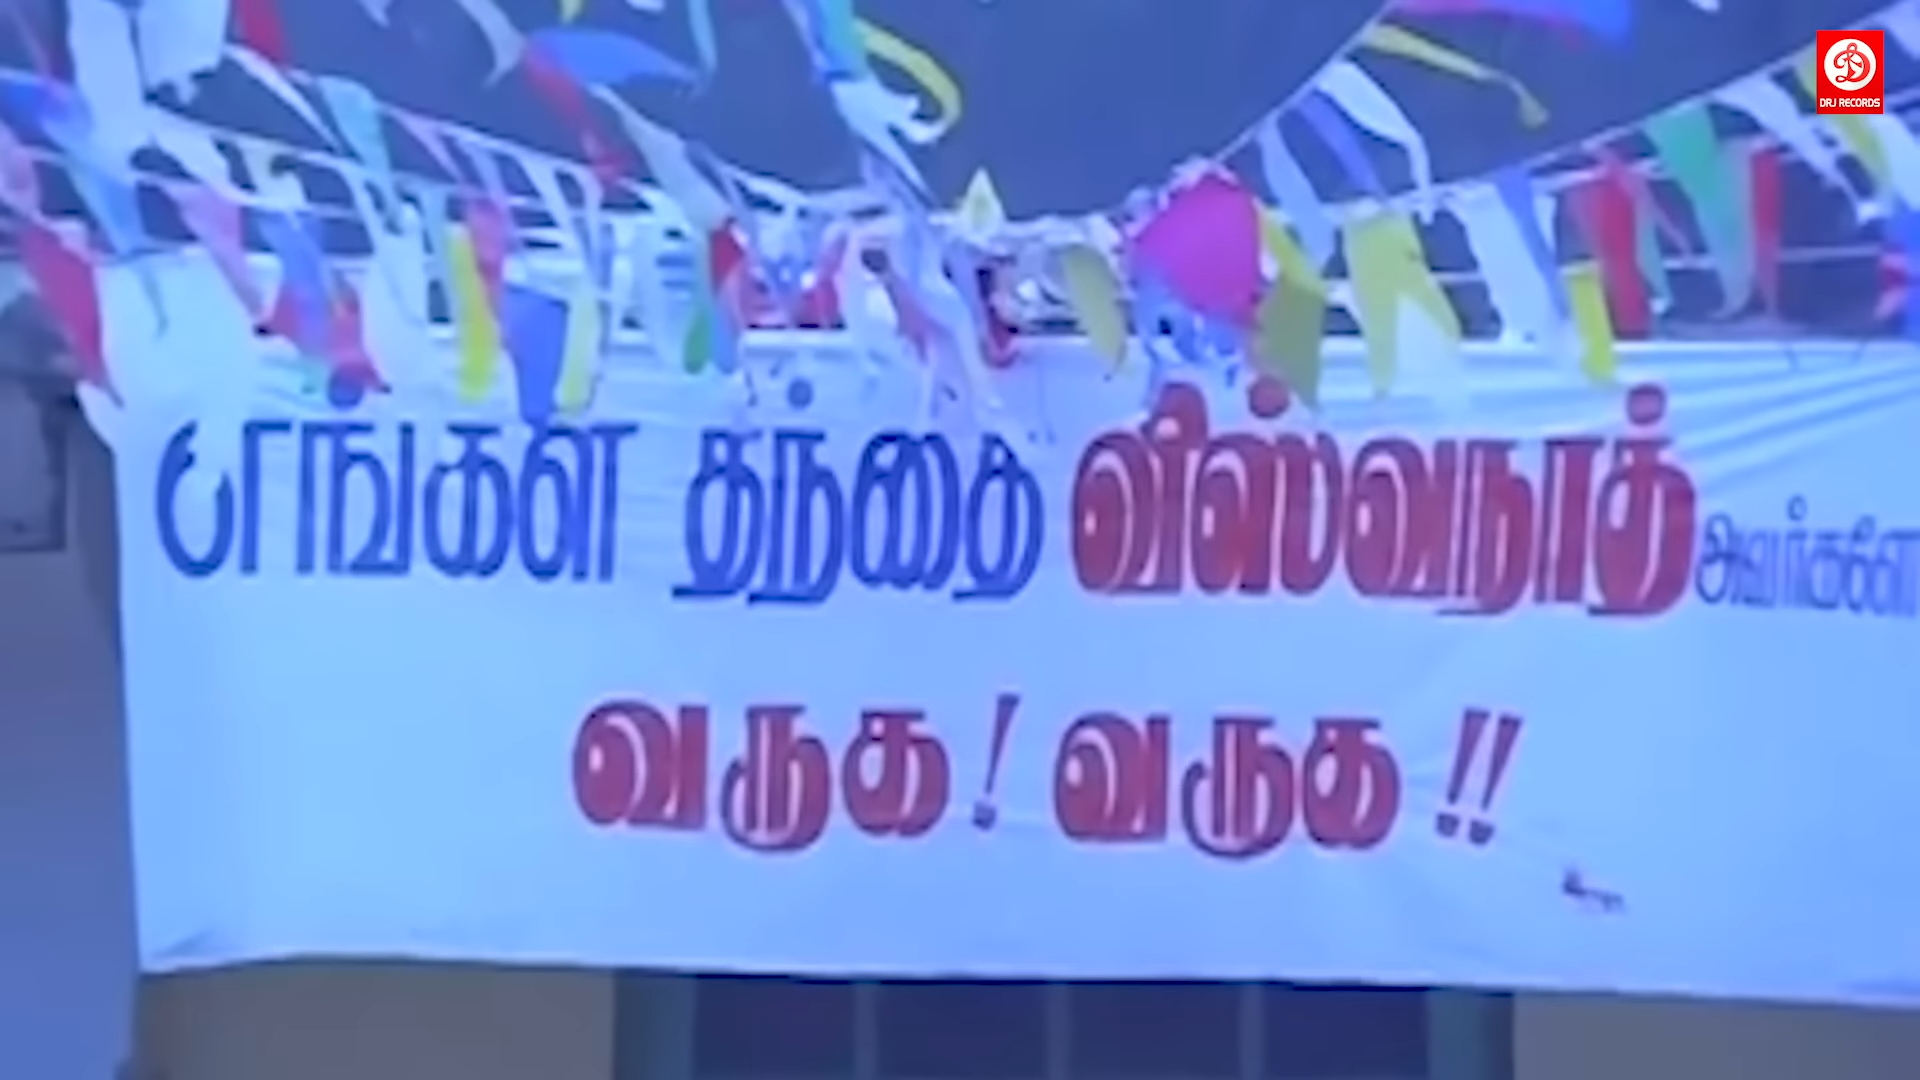 DRJ RECORDS
எங்கள் தந்தை விஸ்வநாத் அவர்களே
வருக! வருக!!